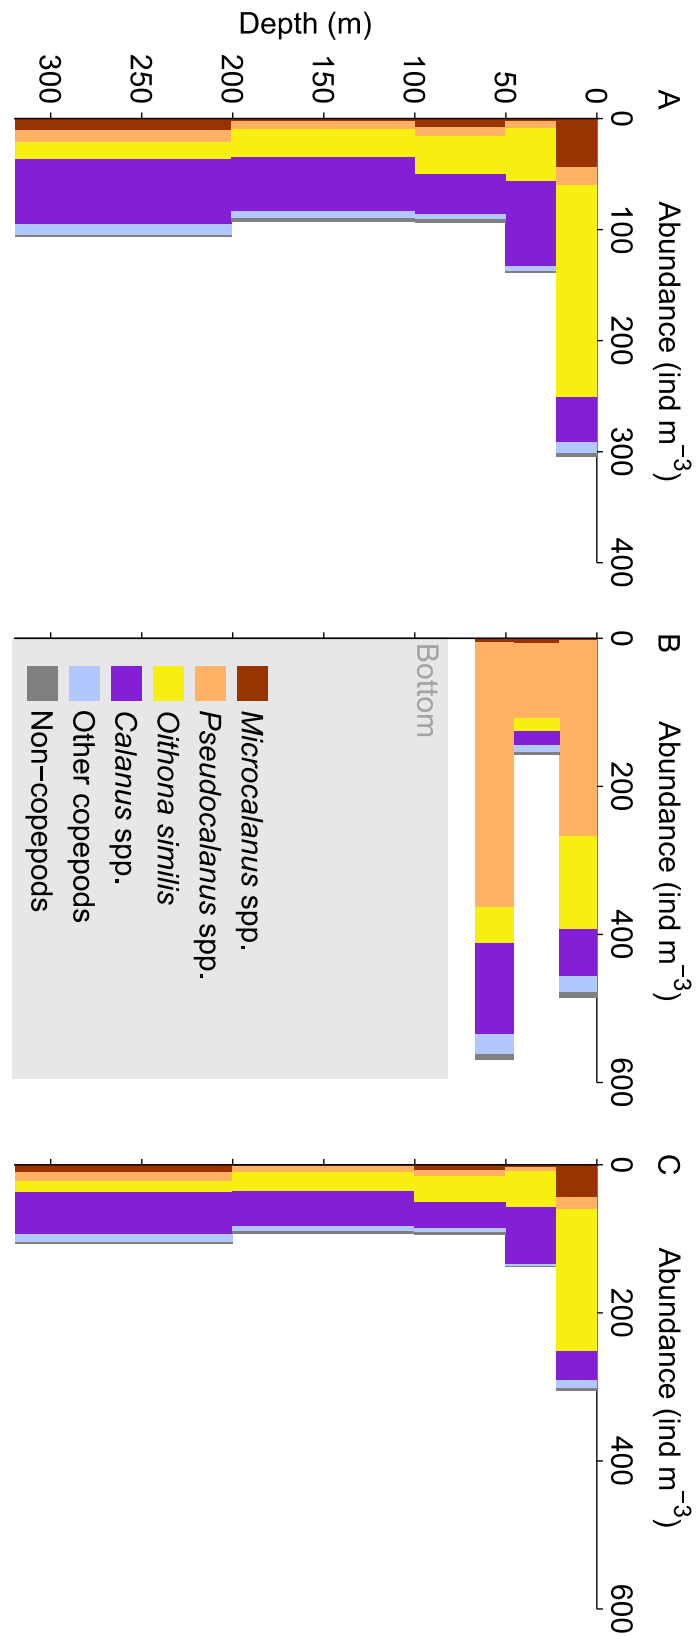 A
Abundance (ind m⁻³)
0
100
200
300
400
Depth (m)
0
50
100
150
200
250
300
B
Abundance (ind m⁻³)
0
200
400
600
Bottom
Microcalanus spp.
Pseudocalanus spp.
Oithona similis
Calanus spp.
Other copepods
Non−copepods
C
Abundance (ind m⁻³)
0
200
400
600